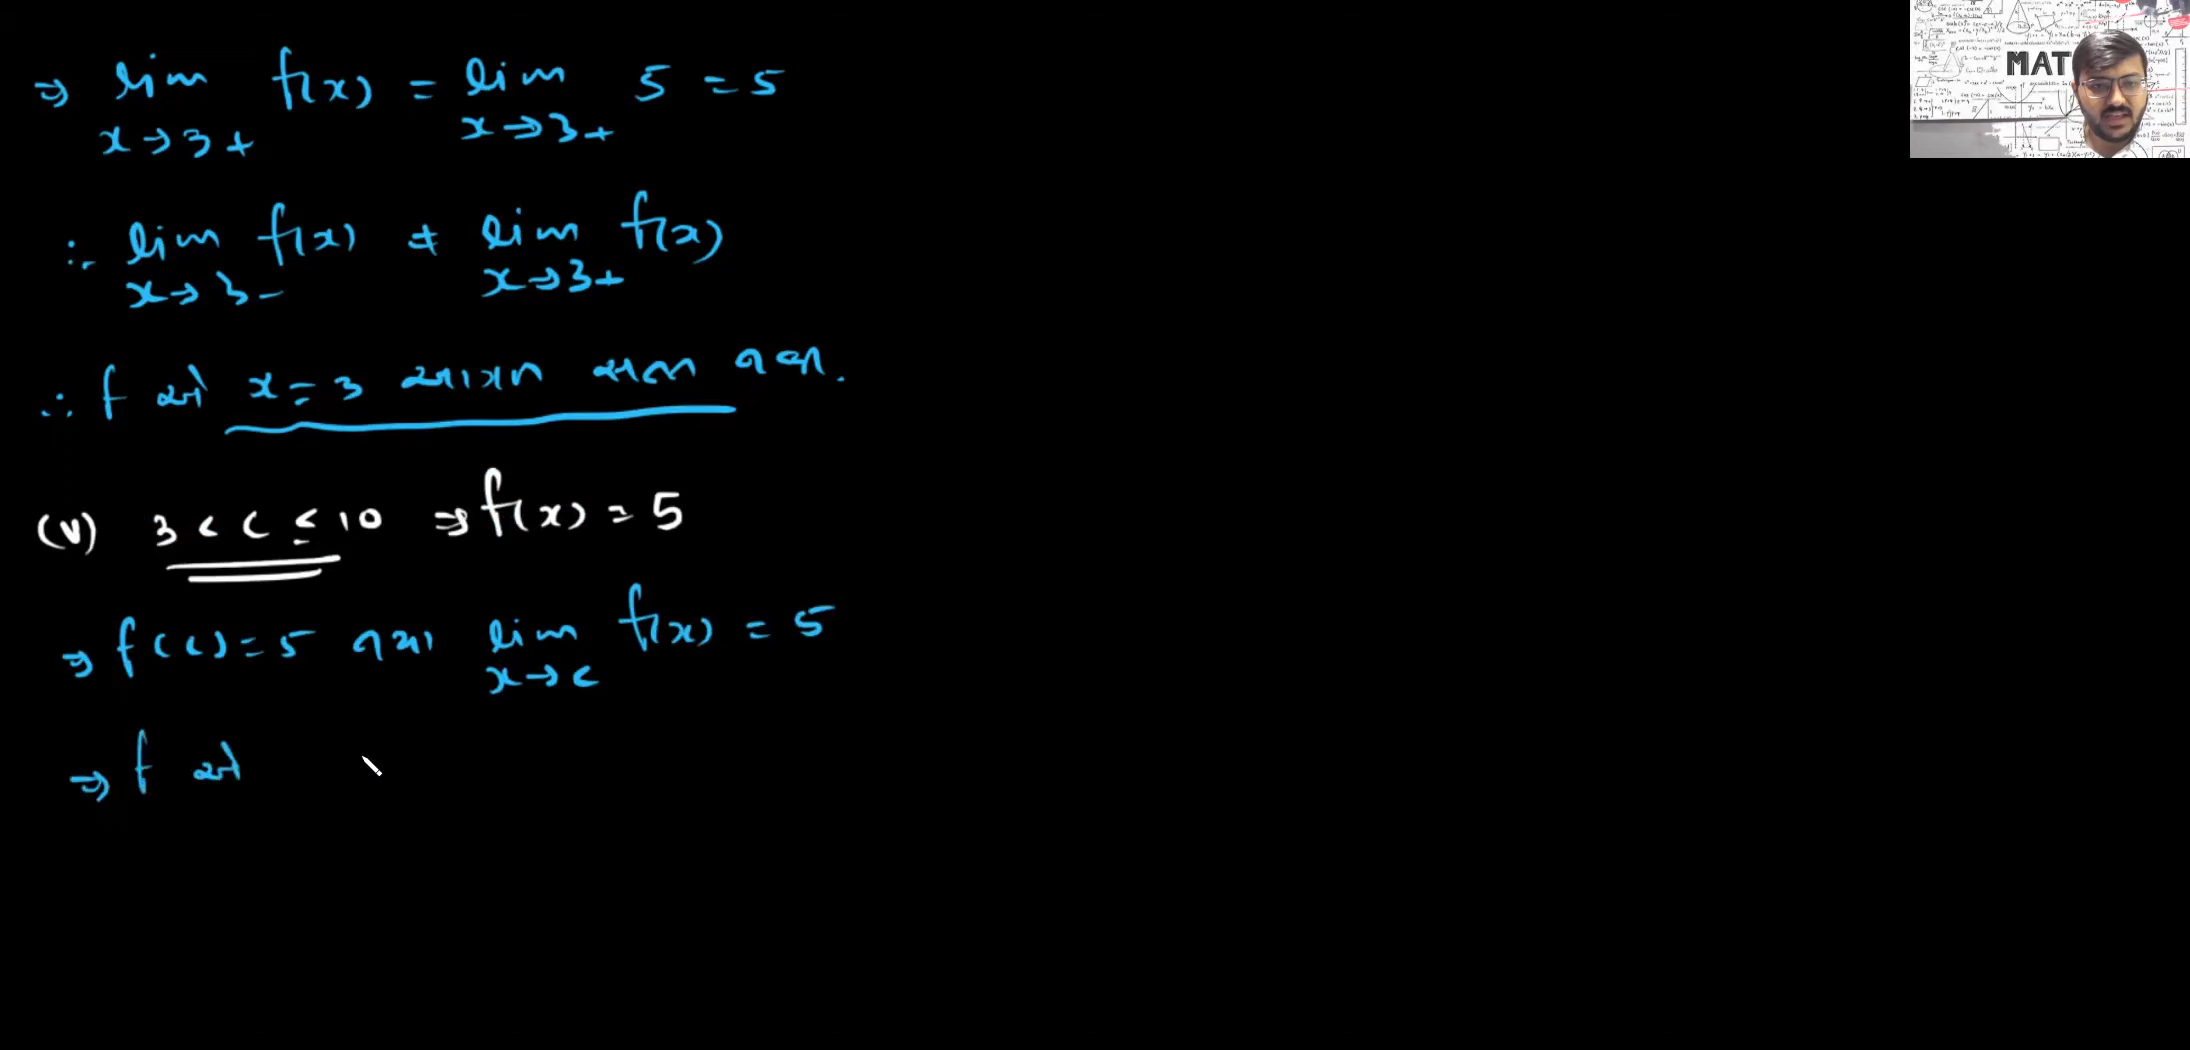 ⇒ lim f(x) = lim 5 = 5
x→3+ x→3+
∴ lim f(x) ≠ lim f(x)
x→3- x→3+
∴ f એ x = 3 આગળ સતત નથી.
(V) 3 < c ≤ 10 ⇒ f(x) = 5
⇒ f(c) = 5 તથા lim f(x) = 5
x→c
⇒ f એ
MAT